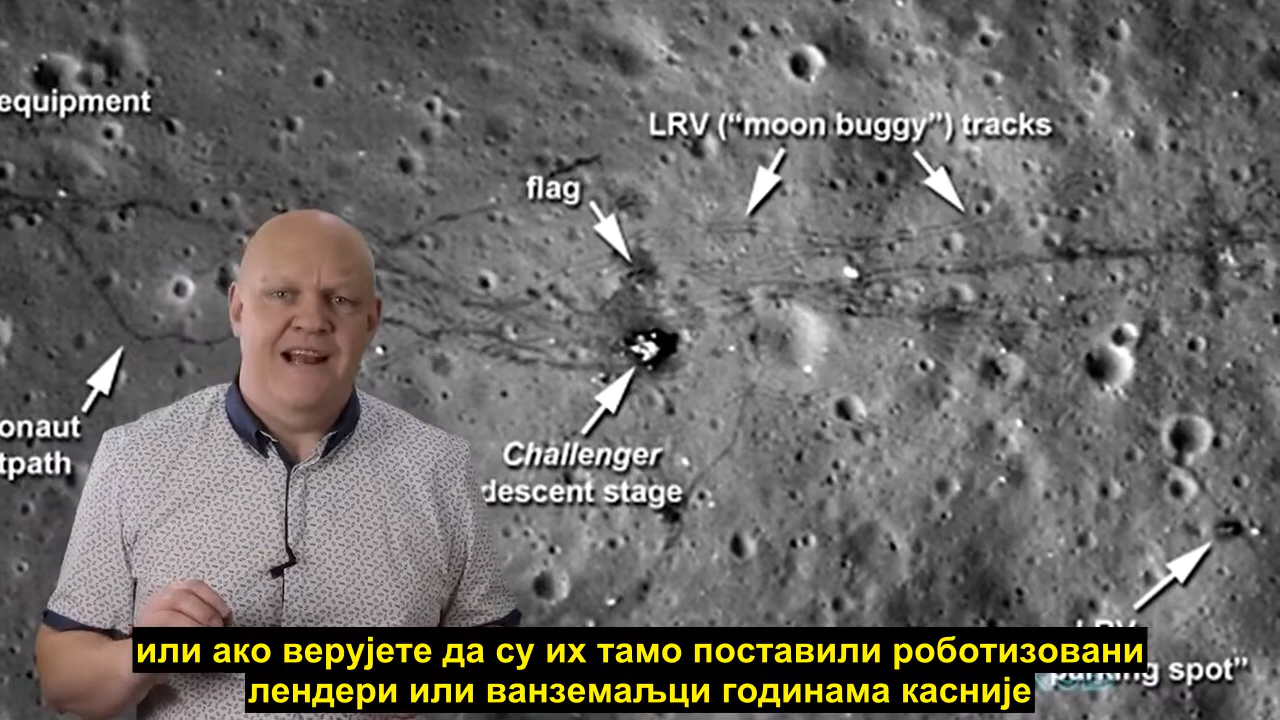 equipment
LRV (“moon buggy”) tracks
flag
onaut
tpath
Challenger
descent stage
LRV
“parking spot”
или ако верујете да су их тамо поставили роботизовани
лендери или ванземаљци годинама касније